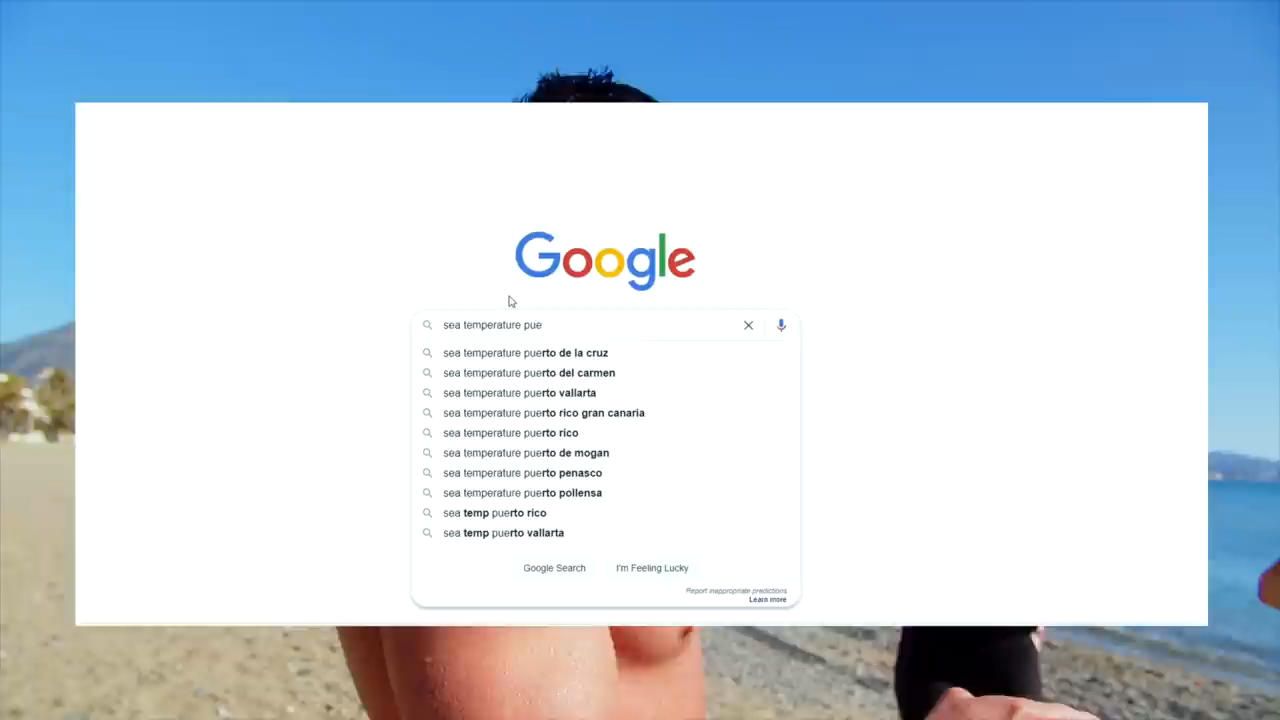 Google
sea temperature pue
sea temperature puerto de la cruz
sea temperature puerto del carmen
sea temperature puerto vallarta
sea temperature puerto rico gran canaria
sea temperature puerto rico
sea temperature puerto de mogan
sea temperature puerto penasco
sea temperature puerto pollensa
sea temp puerto rico
sea temp puerto vallarta
Google Search I'm Feeling Lucky
Report inappropriate predictions
Learn more